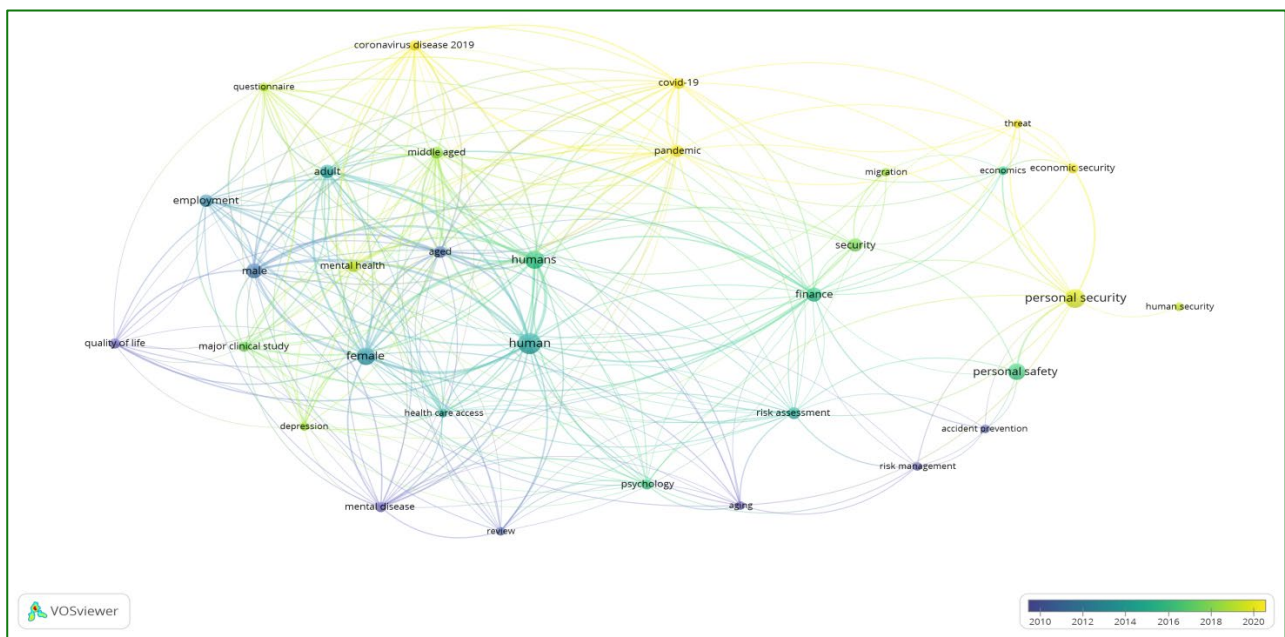 coronavirus disease 2019
questionnaire
covid-19
threat
middle aged
pandemic
adult
migration
economics
economic security
employment
security
aged
humans
male
mental health
finance
personal security
human security
quality of life
major clinical study
human
female
personal safety
health care access
risk assessment
depression
accident prevention
risk management
psychology
mental disease
aging
review
VOSviewer
2010 2012 2014 2016 2018 2020